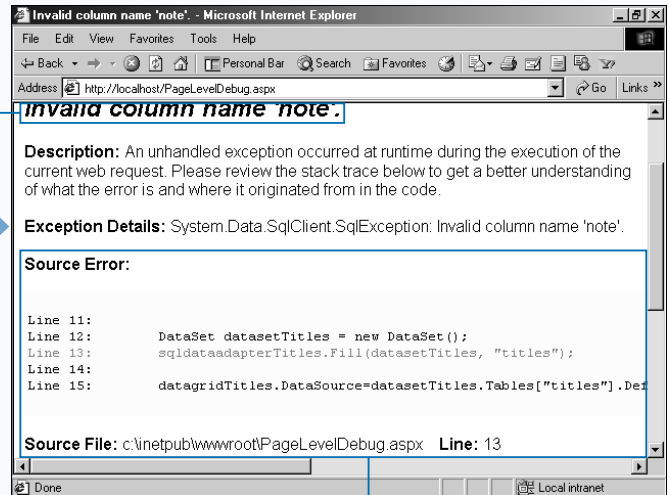 Invalid column name 'note'. - Microsoft Internet Explorer
File Edit View Favorites Tools Help
Back Personal Bar Search Favorites
Address http://localhost/PageLevelDebug.aspx Go Links »
Invalid column name 'note'.
Description: An unhandled exception occurred at runtime during the execution of the
current web request. Please review the stack trace below to get a better understanding
of what the error is and where it originated from in the code.
Exception Details: System.Data.SqlClient.SqlException: Invalid column name 'note'.
Source Error:
Line 11:
Line 12: DataSet datasetTitles = new DataSet();
Line 13: sqldataadapterTitles.Fill(datasetTitles, "titles");
Line 14:
Line 15: datagridTitles.DataSource=datasetTitles.Tables["titles"].Def
Source File: c:\inetpub\wwwroot\PageLevelDebug.aspx Line: 13
Done Local intranet